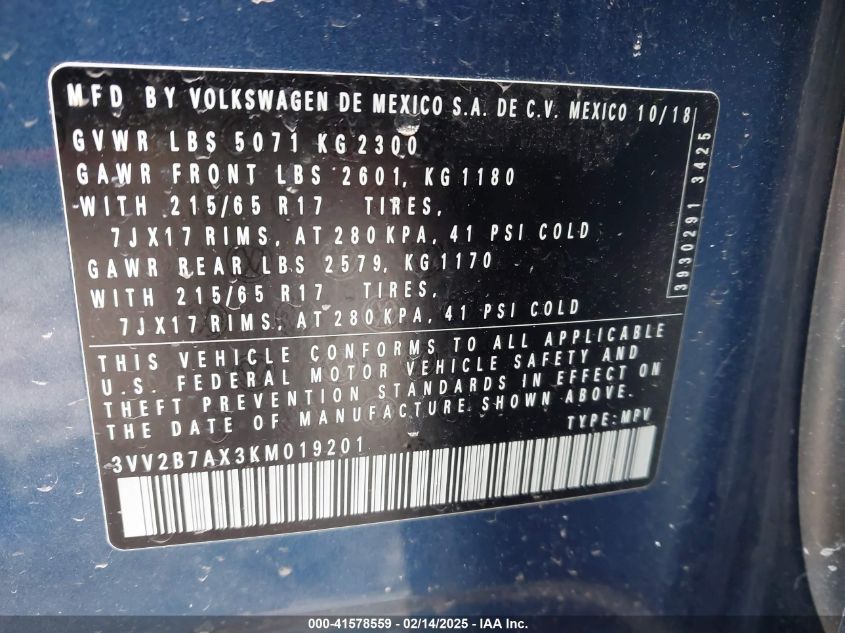 MFD BY VOLKSWAGEN DE MEXICO S.A. DE C.V. MEXICO 10/18
GVWR LBS 5071 KG 2300
GAWR FRONT LBS 2601, KG 1180
WITH 215/65 R17 TIRES,
7JX17 RIMS, AT 280 KPA, 41 PSI COLD
GAWR REAR LBS 2579, KG 1170
WITH 215/65 R17 TIRES,
7JX17 RIMS, AT 280 KPA, 41 PSI COLD
3930291 3425
THIS VEHICLE CONFORMS TO ALL APPLICABLE
U.S. FEDERAL MOTOR VEHICLE SAFETY AND
THEFT PREVENTION STANDARDS IN EFFECT ON
THE DATE OF MANUFACTURE SHOWN ABOVE.
TYPE: MPV
3VV2B7AX3KM019201
000-41578559 — 02/14/2025 — IAA Inc.